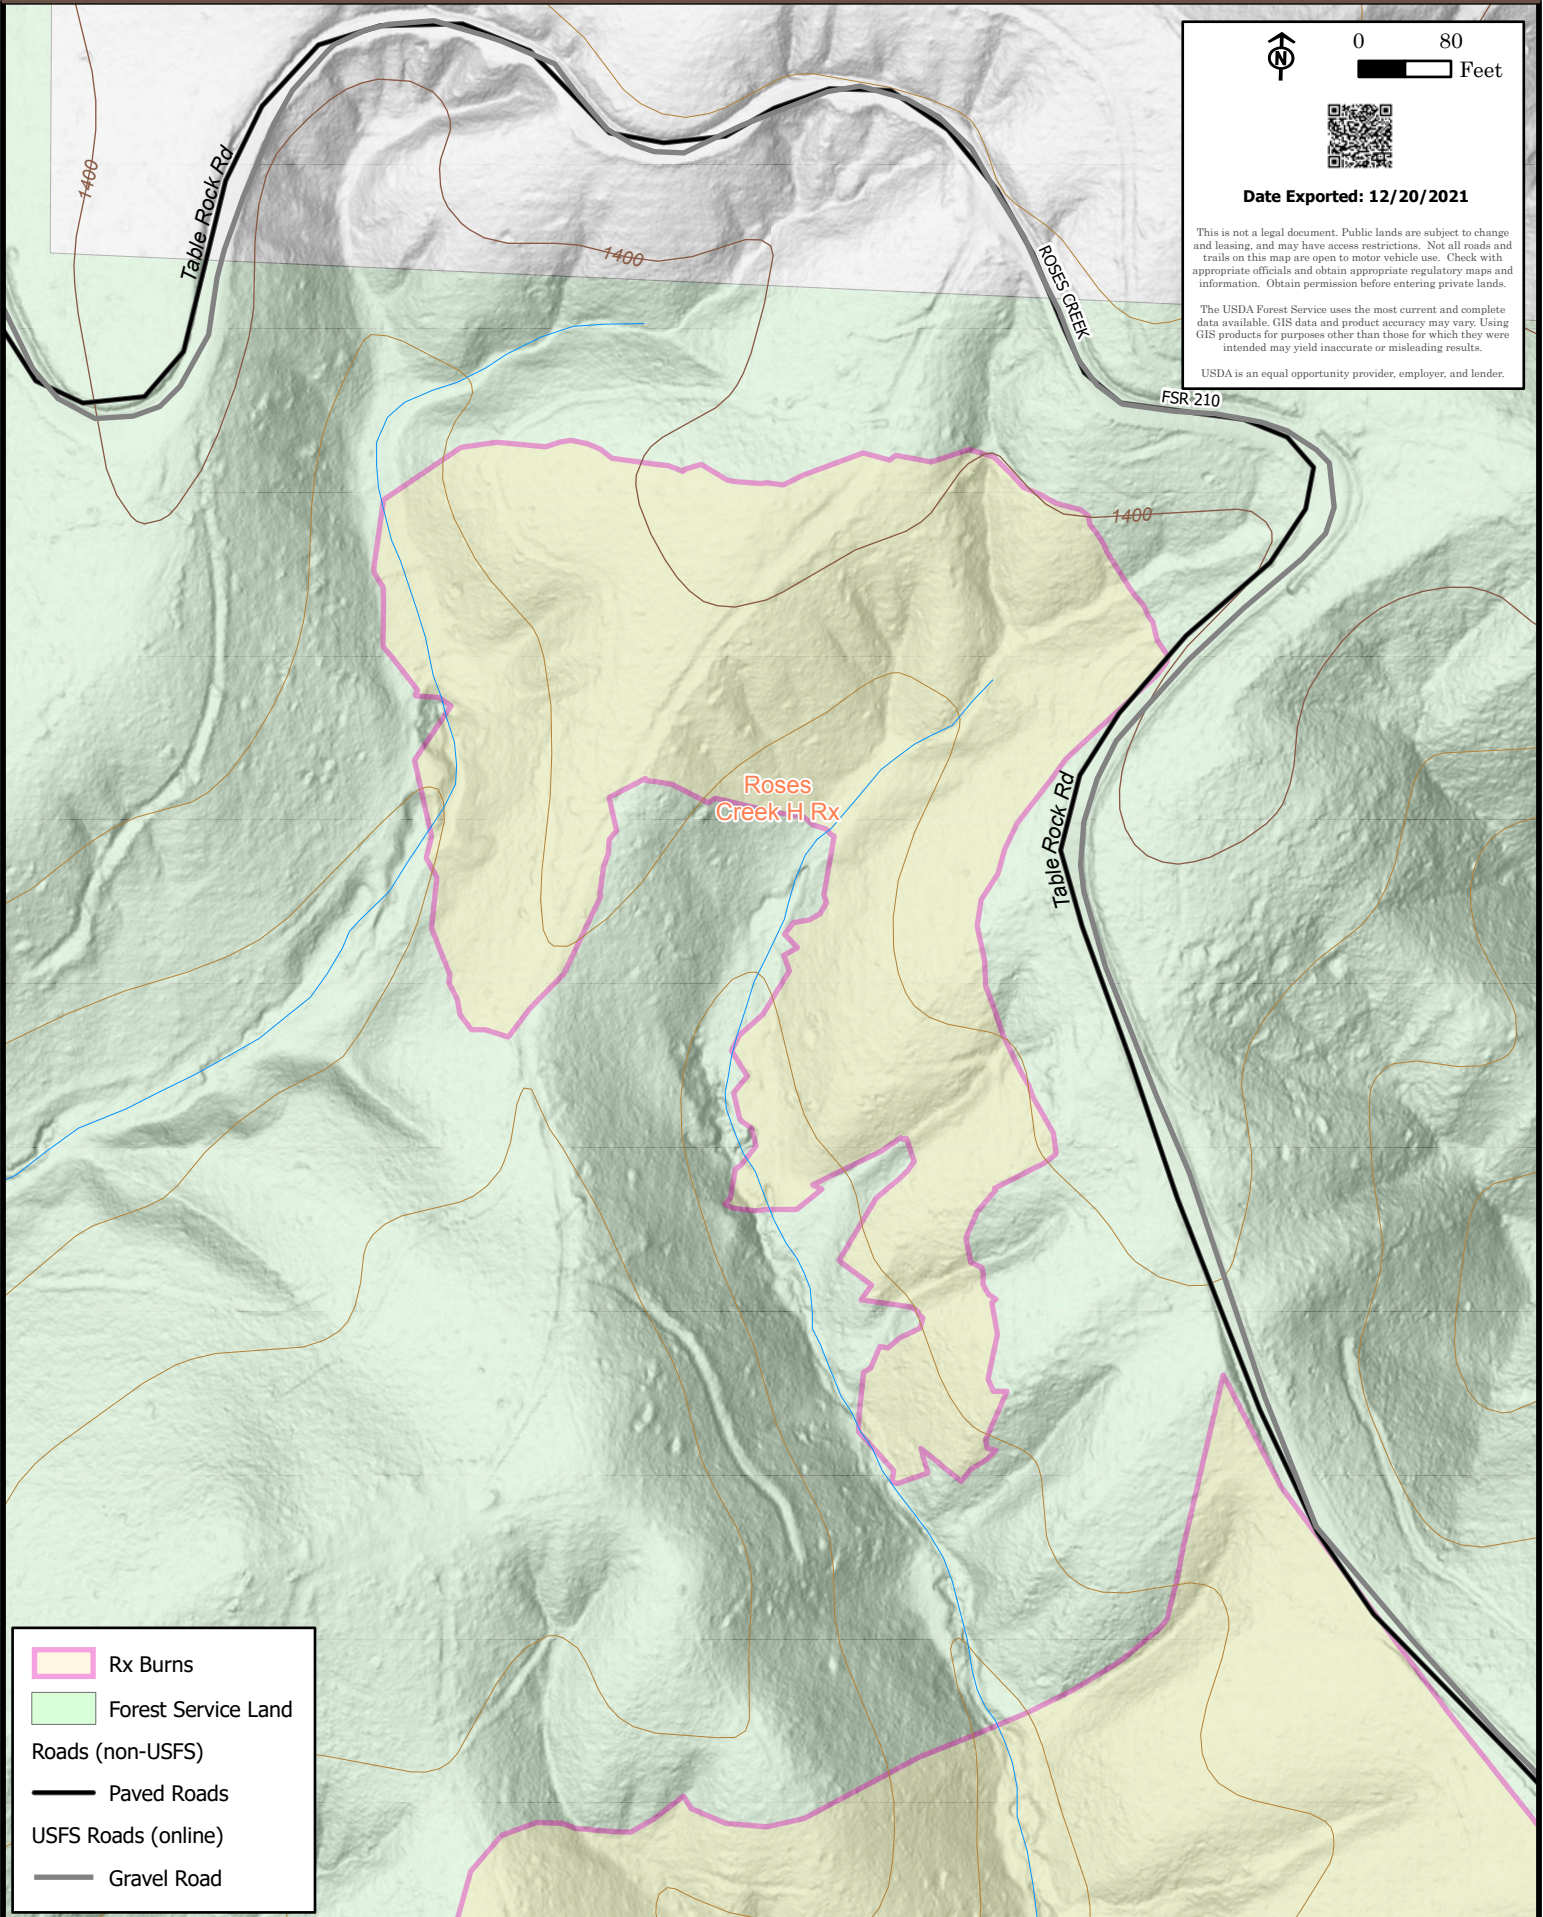 0 80
Feet
N
Date Exported: 12/20/2021
This is not a legal document. Public lands are subject to change
and leasing, and may have access restrictions. Not all roads and
trails on this map are open to motor vehicle use. Check with
appropriate officials and obtain appropriate regulatory maps and
information. Obtain permission before entering private lands.
The USDA Forest Service uses the most current and complete
data available. GIS data and product accuracy may vary. Using
GIS products for purposes other than those for which they were
intended may yield inaccurate or misleading results.
USDA is an equal opportunity provider, employer, and lender.
1400
Table Rock Rd
1400
ROSES CREEK
FSR 210
1400
Roses
Creek H Rx
Table Rock Rd
Rx Burns
Forest Service Land
Roads (non-USFS)
Paved Roads
USFS Roads (online)
Gravel Road